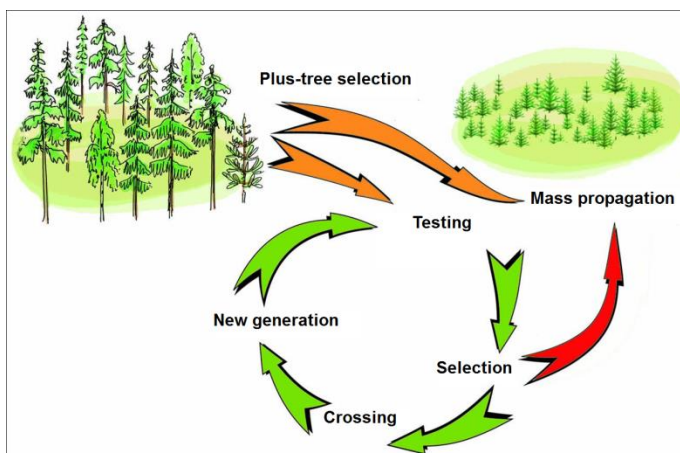 Plus-tree selection
Mass propagation
Testing
New generation
Selection
Crossing